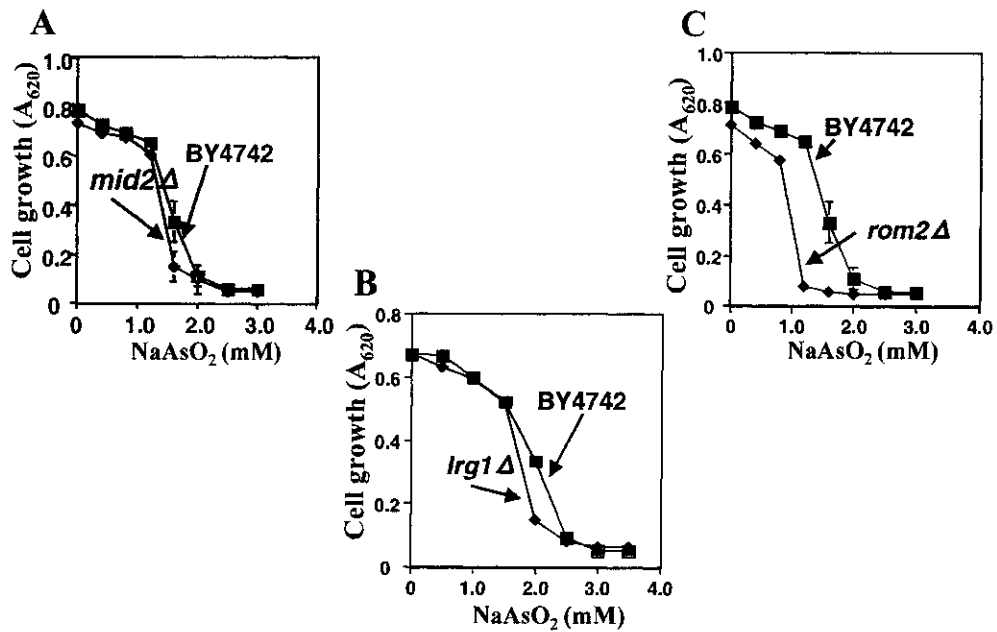 A
Cell growth (A620)
1.0
0.8
0.6
0.4
0.2
0
0 1.0 2.0 3.0 4.0
NaAsO2 (mM)
BY4742
mid2Δ
B
Cell growth (A620)
0.8
0.6
0.4
0.2
0
0 1.0 2.0 3.0 4.0
NaAsO2 (mM)
BY4742
lrg1Δ
C
Cell growth (A620)
1.0
0.8
0.6
0.4
0.2
0
0 1.0 2.0 3.0 4.0
NaAsO2 (mM)
BY4742
rom2Δ